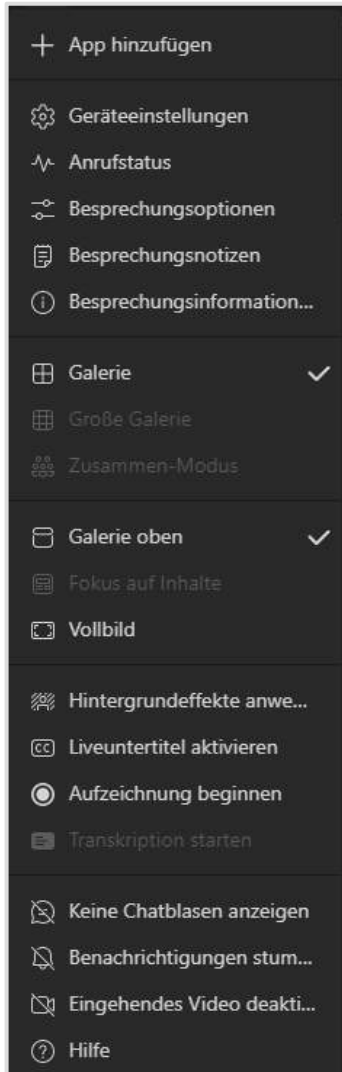 App hinzufügen
Geräteeinstellungen
Anrufstatus
Besprechungsoptionen
Besprechungsnotizen
Besprechungsinformation...
Galerie
Große Galerie
Zusammen-Modus
Galerie oben
Fokus auf Inhalte
Vollbild
Hintergrundeffekte anwe...
CC Liveuntertitel aktivieren
Aufzeichnung beginnen
Transkription starten
Keine Chatblasen anzeigen
Benachrichtigungen stum...
Eingehendes Video deakti...
Hilfe